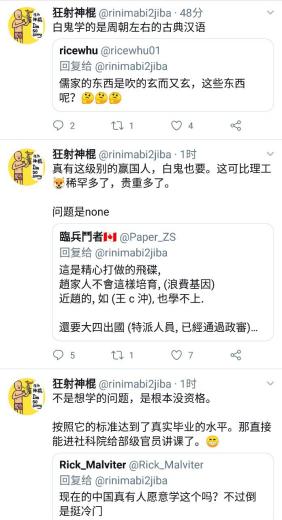 狂射神棍 @rinimabi2jiba · 48分
白鬼学的是周朝左右的古典汉语
ricewhu @ricewhu01
回复给 @rinimabi2jiba
儒家的东西是吹的玄而又玄，这些东西
呢？🤔🤔🤔
2 1 4
狂射神棍 @rinimabi2jiba · 1时
真有这级别的赢国人，白鬼也要。这可比理工
🐯稀罕多了，贵重多了。
问题是none
臨兵鬥者🇨🇦 @Paper_ZS
回复给 @rinimabi2jiba
這是精心打做的飛碟,
趙家人不會這樣培育, (浪費基因)
近趙的, 如 (王 c 沖), 也學不上.
還要大四出國 (特派人員, 已經通過政審)...
5 1 7
狂射神棍 @rinimabi2jiba · 1时
不是想学的问题，是根本没资格。
按照它的标准达到了真实毕业的水平。那直接
能进社科院给部级官员讲课了。😁
Rick_Malviter @Rick_Malviter
回复给 @rinimabi2jiba
现在的中国真有人愿意学这个吗？不过倒
是挺冷门